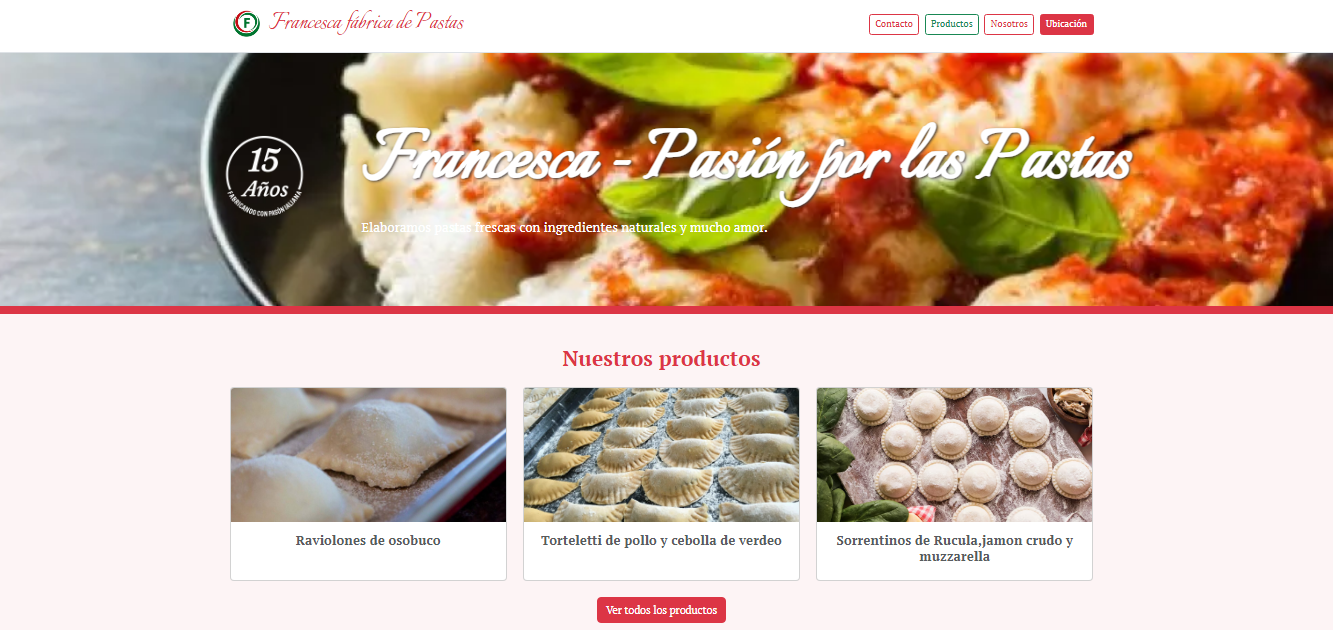 F
Francesca fábrica de Pastas
Contacto
Productos
Nosotros
Ubicación
15
Años
FABRICANDO CON PASIÓN
Francesca - Pasión por las Pastas
Elaboramos pastas frescas con ingredientes naturales y mucho amor.
Nuestros productos
Raviolones de osobuco
Torteletti de pollo y cebolla de verdeo
Sorrentinos de Rucula,jamon crudo y
muzzarella
Ver todos los productos